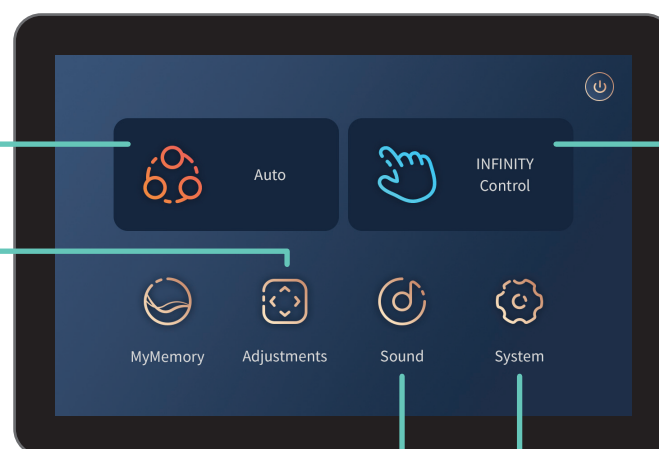 Auto
INFINITY
Control
MyMemory
Adjustments
Sound
System